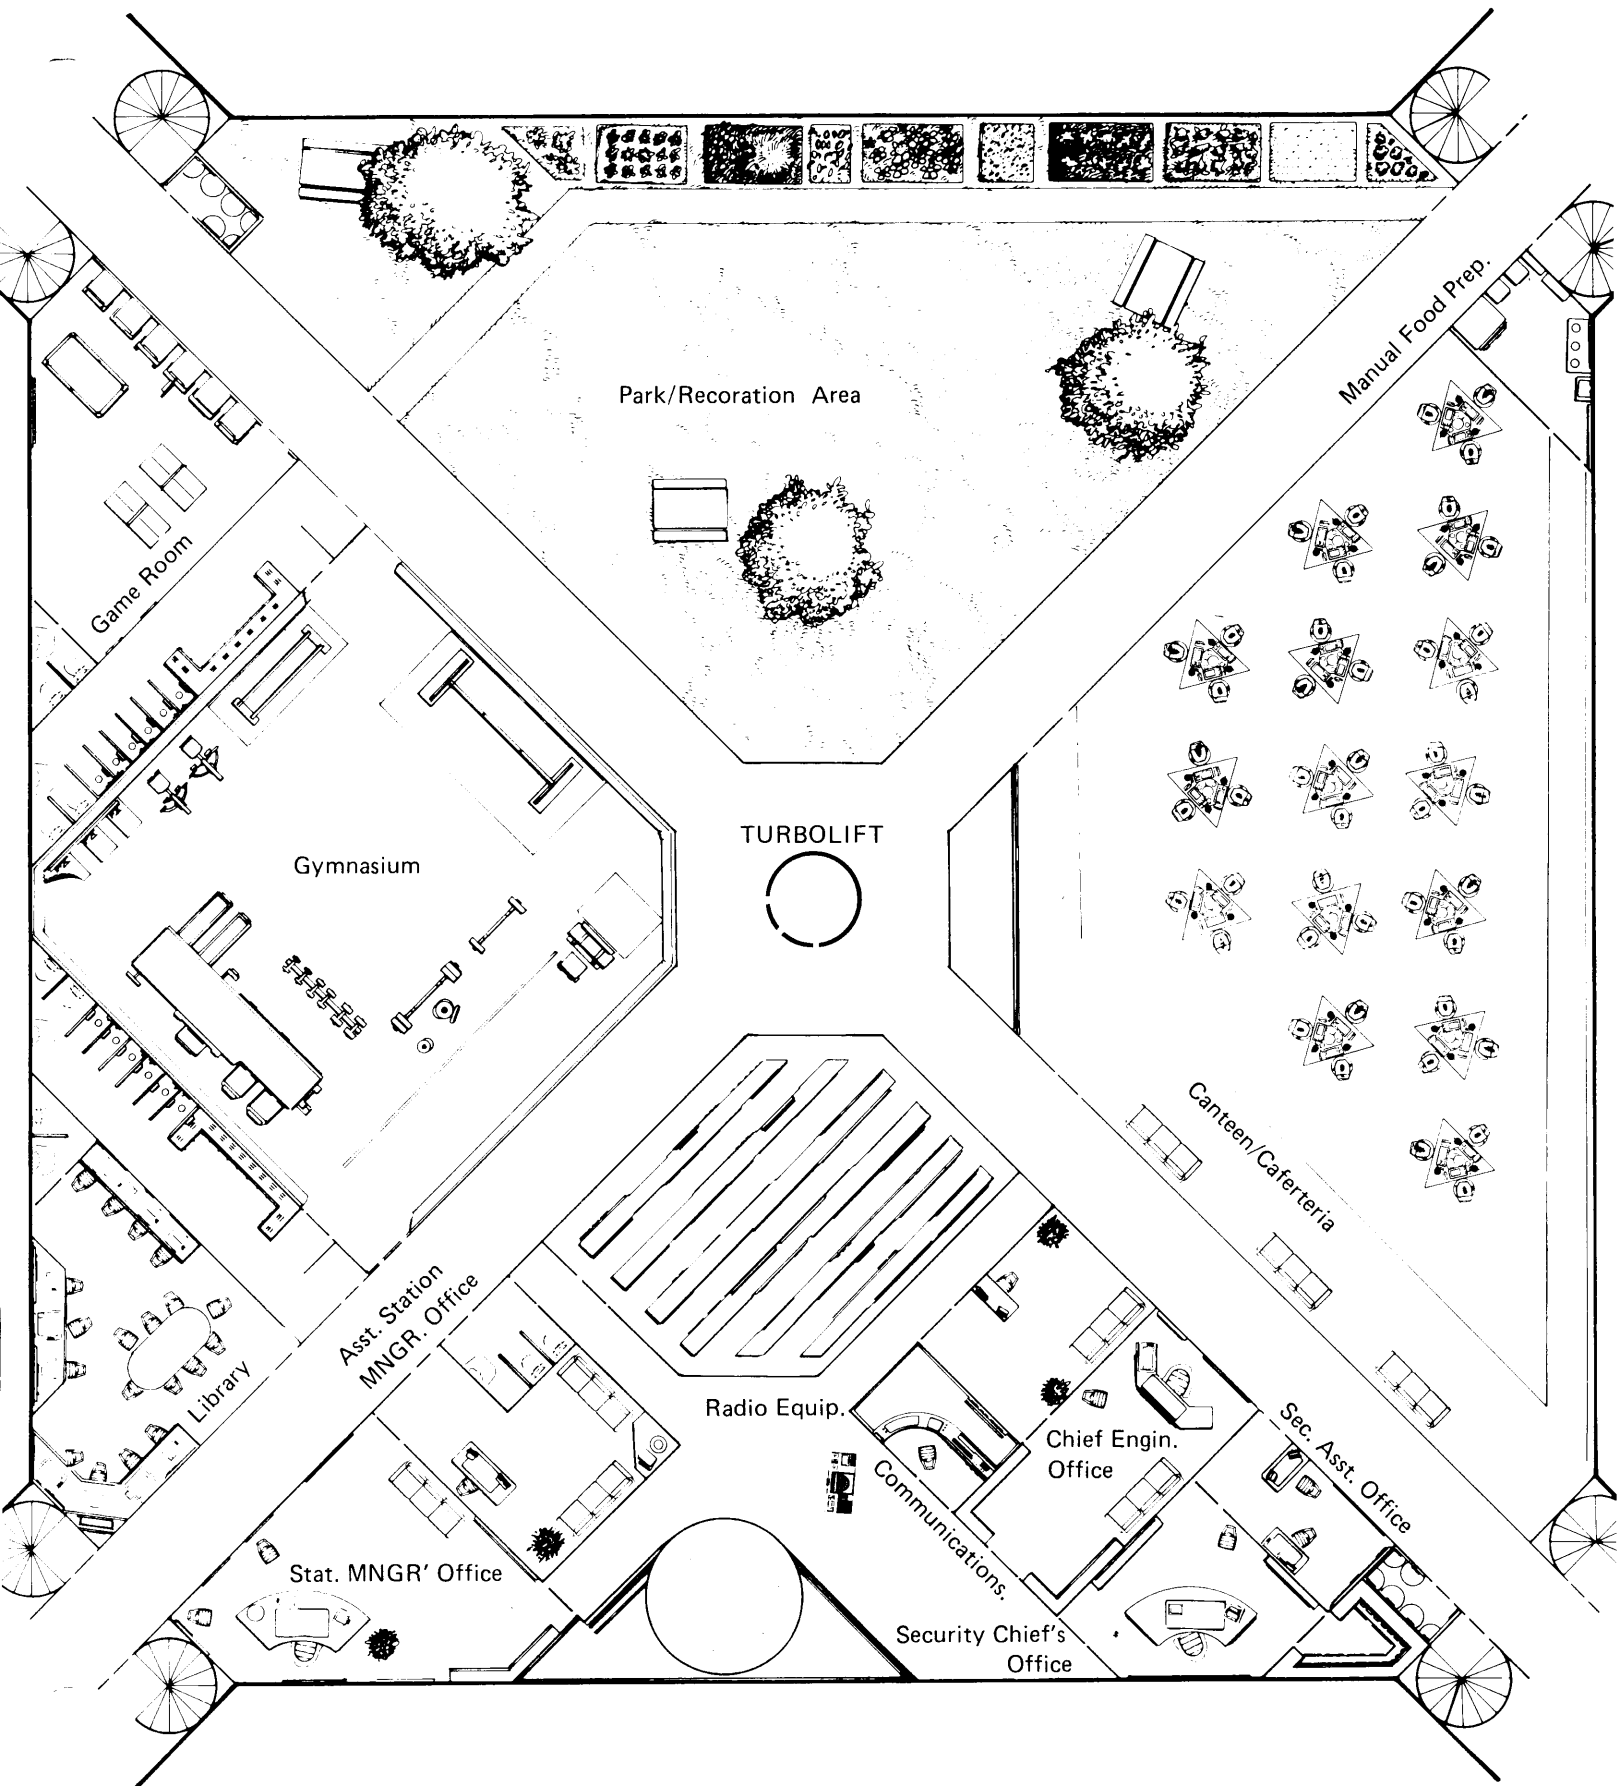 Manual Food Prep.
Park/Recoration Area
Game Room
TURBOLIFT
Gymnasium
Canteen/Caferteria
Asst. Station
MNGR. Office
Library
Radio Equip.
Chief Engin.
Office
Sec. Asst. Office
Communications.
Stat. MNGR' Office
Security Chief's
Office